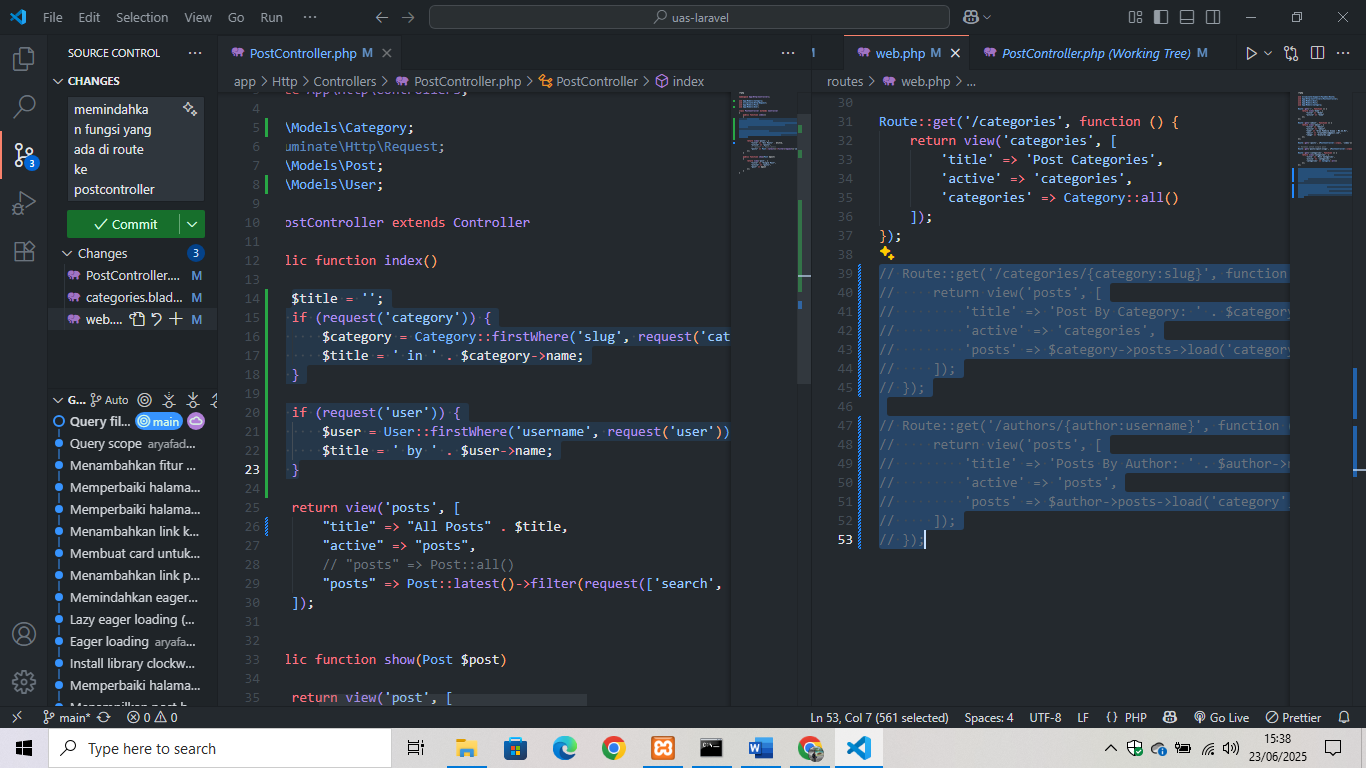 File Edit Selection View Go Run ··· uas-laravel
SOURCE CONTROL ···
CHANGES
memindahka
n fungsi yang
ada di route
ke
postcontroller
Commit
Changes 3
PostController.... M
categories.blad... M
web.... M
3
G... Auto
Query fil... main
Query scope aryafad...
Menambahkan fitur ...
Memperbaiki halama...
Memperbaiki halama...
Menambahkan link k...
Membuat card untuk...
Menambahkan link p...
Memindahkan eager...
Lazy eager loading (...
Eager loading aryafa...
Install library clockw...
Memperbaiki halama...
PostController.php M ···
app > Http > Controllers > PostController.php > PostController > index
4
5 \Models\Category;
6 uminate\Http\Request;
7 \Models\Post;
8 \Models\User;
9
10 ostController extends Controller
11
12 lic function index()
13
14 $title = '';
15 if (request('category')) {
16 $category = Category::firstWhere('slug', request('cat
17 $title = ' in ' . $category->name;
18 }
19
20 if (request('user')) {
21 $user = User::firstWhere('username', request('user'))
22 $title = ' by ' . $user->name;
23 }
24
25 return view('posts', [
26 "title" => "All Posts" . $title,
27 "active" => "posts",
28 // "posts" => Post::all()
29 "posts" => Post::latest()->filter(request(['search',
30 ]);
31
32
33 lic function show(Post $post)
34
35 return view('post', [
M web.php M PostController.php (Working Tree) M ···
routes > web.php > ...
30
31 Route::get('/categories', function () {
32 return view('categories', [
33 'title' => 'Post Categories',
34 'active' => 'categories',
35 'categories' => Category::all()
36 ]);
37 });
38
39 // Route::get('/categories/{category:slug}', function
40 // return view('posts', [
41 // 'title' => 'Post By Category: ' . $category
42 // 'active' => 'categories',
43 // 'posts' => $category->posts->load('category
44 // ]);
45 // });
46
47 // Route::get('/authors/{author:username}', function
48 // return view('posts', [
49 // 'title' => 'Posts By Author: ' . $author->
50 // 'active' => 'posts',
51 // 'posts' => $author->posts->load('category'
52 // ]);
53 // });
main* 0 0 Ln 53, Col 7 (561 selected) Spaces: 4 UTF-8 LF {} PHP Go Live Prettier
Type here to search
15:38
23/06/2025